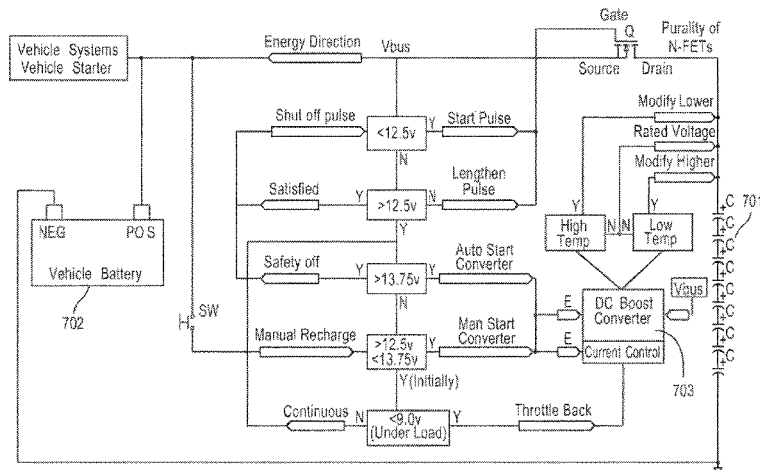 Gate
Vehicle Systems
Vehicle Starter
Energy Direction
Vbus
Q
Purality of
N-FETs
Source
Drain
Modify Lower
Shut off pulse
Y
Start Pulse
<12.5v
Rated Voltage
N
Modify Higher
Satisfied
Y
>12.5v
N
Lengthen
Pulse
Y
Y
Y
NEG
POS
Vehicle Battery
702
High
Temp
N
N
Low
Temp
+C
701
+C
+C
+C
+C
+C
+C
+C
Safety off
Y
>13.75v
Y
Auto Start
Converter
N
SW
E
DC Boost
Converter
Vbus
Manual Recharge
>12.5v
<13.75v
Y
Man Start
Converter
E
Current Control
703
Y(Initially)
Continuous
N
<9.0v
(Under Load)
Y
Throttle Back